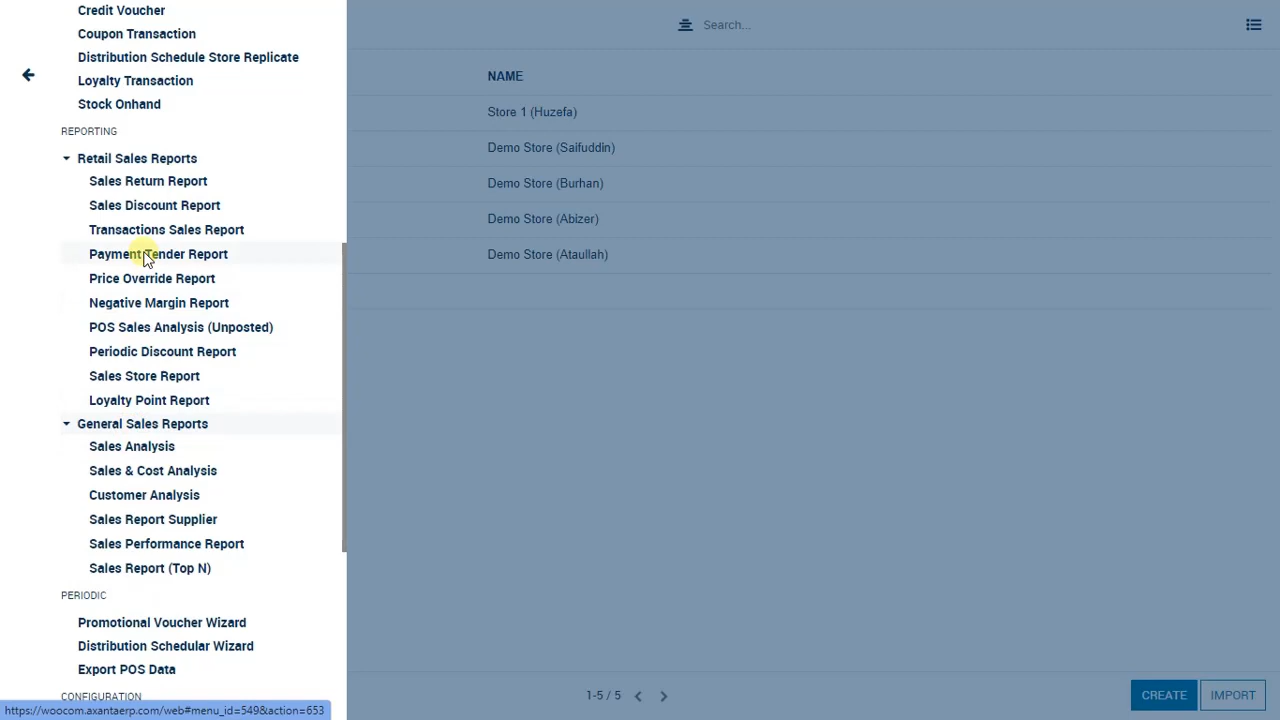 Credit Voucher
Coupon Transaction
Distribution Schedule Store Replicate
Loyalty Transaction
Stock Onhand
REPORTING
Retail Sales Reports
Sales Return Report
Sales Discount Report
Transactions Sales Report
Payment Tender Report
Price Override Report
Negative Margin Report
POS Sales Analysis (Unposted)
Periodic Discount Report
Sales Store Report
Loyalty Point Report
General Sales Reports
Sales Analysis
Sales & Cost Analysis
Customer Analysis
Sales Report Supplier
Sales Performance Report
Sales Report (Top N)
PERIODIC
Promotional Voucher Wizard
Distribution Schedular Wizard
Export POS Data
CONFIGURATION
https://woocom.axantaerp.com/web#menu_id=549&action=653
Search...
NAME
Store 1 (Huzefa)
Demo Store (Saifuddin)
Demo Store (Burhan)
Demo Store (Abizer)
Demo Store (Ataullah)
1-5 / 5
CREATE
IMPORT